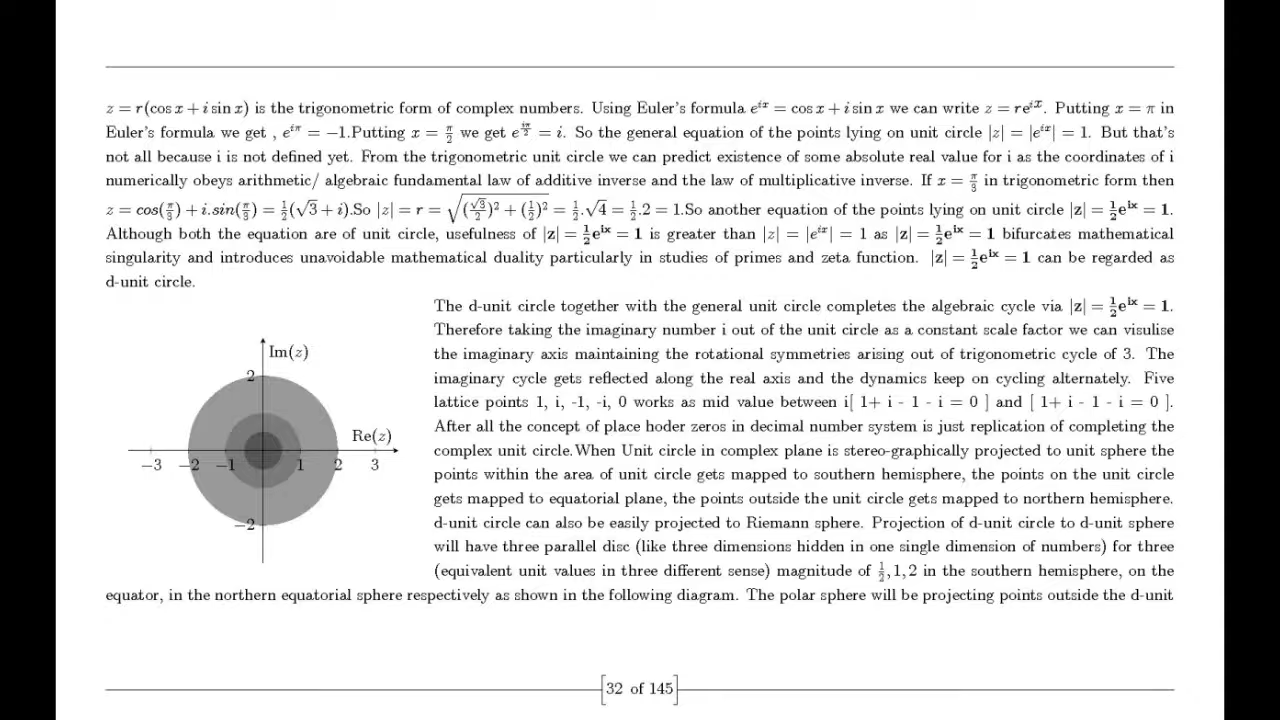 z = r(cos x + i sin x) is the trigonometric form of complex numbers. Using Euler's formula e^{ix} = cos x + i sin x we can write z = re^{ix}. Putting x = π in
Euler's formula we get , e^{iπ} = −1.Putting x = \frac{π}{2} we get e^{\frac{iπ}{2}} = i. So the general equation of the points lying on unit circle |z| = |e^{ix}| = 1. But that's
not all because i is not defined yet. From the trigonometric unit circle we can predict existence of some absolute real value for i as the coordinates of i
numerically obeys arithmetic/ algebraic fundamental law of additive inverse and the law of multiplicative inverse. If x = \frac{π}{3} in trigonometric form then
z = cos(\frac{π}{3}) + i.sin(\frac{π}{3}) = \frac{1}{2}(√3 + i).So |z| = r = \sqrt{(\frac{√3}{2})^2 + (\frac{1}{2})^2} = \frac{1}{2}.√4 = \frac{1}{2}.2 = 1.So another equation of the points lying on unit circle |z| = \frac{1}{2}e^{ix} = 1.
Although both the equation are of unit circle, usefulness of |z| = \frac{1}{2}e^{ix} = 1 is greater than |z| = |e^{ix}| = 1 as |z| = \frac{1}{2}e^{ix} = 1 bifurcates mathematical
singularity and introduces unavoidable mathematical duality particularly in studies of primes and zeta function. |z| = \frac{1}{2}e^{ix} = 1 can be regarded as
d-unit circle.
The d-unit circle together with the general unit circle completes the algebraic cycle via |z| = \frac{1}{2}e^{ix} = 1.
Therefore taking the imaginary number i out of the unit circle as a constant scale factor we can visulise
the imaginary axis maintaining the rotational symmetries arising out of trigonometric cycle of 3. The
imaginary cycle gets reflected along the real axis and the dynamics keep on cycling alternately. Five
lattice points 1, i, -1, -i, 0 works as mid value between i[ 1+ i - 1 - i = 0 ] and [ 1+ i - 1 - i = 0 ].
After all the concept of place hoder zeros in decimal number system is just replication of completing the
complex unit circle.When Unit circle in complex plane is stereo-graphically projected to unit sphere the
points within the area of unit circle gets mapped to southern hemisphere, the points on the unit circle
gets mapped to equatorial plane, the points outside the unit circle gets mapped to northern hemisphere.
d-unit circle can also be easily projected to Riemann sphere. Projection of d-unit circle to d-unit sphere
will have three parallel disc (like three dimensions hidden in one single dimension of numbers) for three
(equivalent unit values in three different sense) magnitude of \frac{1}{2}, 1, 2 in the southern hemisphere, on the
equator, in the northern equatorial sphere respectively as shown in the following diagram. The polar sphere will be projecting points outside the d-unit
Im(z)
2
Re(z)
−3 −2 −1 1 2 3
−2
32 of 145